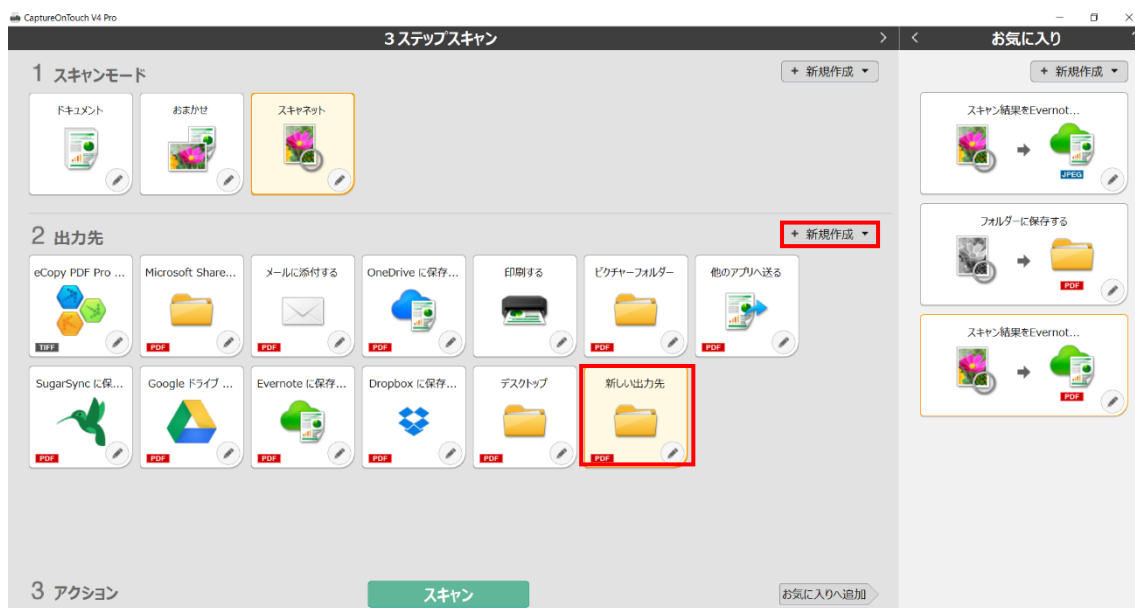 CaptureOnTouch V4 Pro
3ステップスキャン
お気に入り
1 スキャンモード
+ 新規作成
+ 新規作成
ドキュメント
おまかせ
スキャネット
スキャン結果をEvernot...
JPEG
2 出力先
+ 新規作成
フォルダーに保存する
PDF
eCopy PDF Pro ...
Microsoft Share...
メールに添付する
OneDrive に保存...
印刷する
ピクチャーフォルダー
他のアプリへ送る
TIFF
PDF
PDF
PDF
PDF
PDF
スキャン結果をEvernot...
PDF
SugarSync に保...
Google ドライブ ...
Evernote に保存...
Dropbox に保存...
デスクトップ
新しい出力先
PDF
PDF
PDF
PDF
PDF
PDF
3 アクション
スキャン
お気に入りへ追加